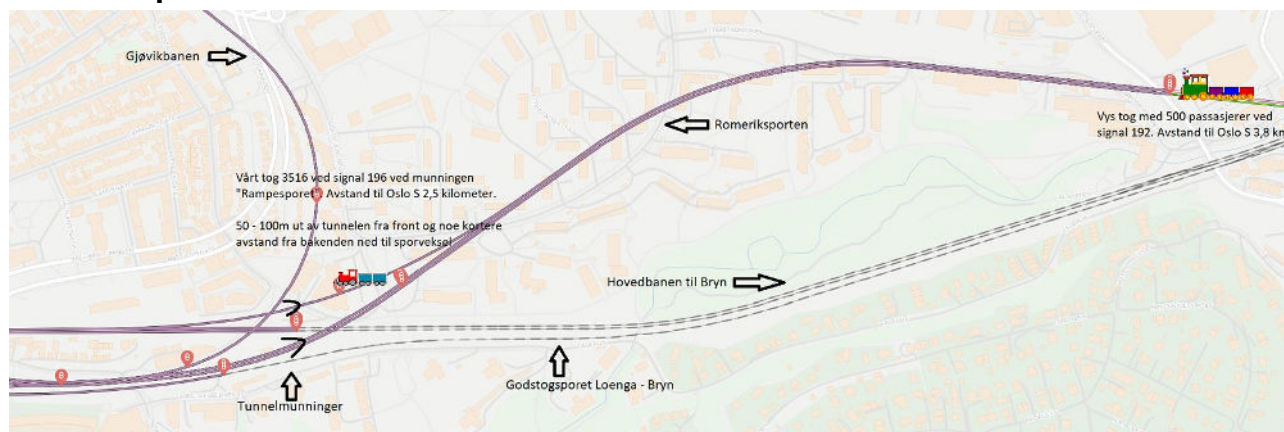 Gjøvikbanen
Romeriksporten
Vys tog med 500 passasjerer ved
signal 192. Avstand til Oslo S 3,8 km
Vårt tog 3516 ved signal 196 ved munningen
"Rampesporet". Avstand til Oslo S 2,5 kilometer.
50 - 100m ut av tunnelen fra front og noe kortere
avstand fra bakenden ned til sporveksel
Hovedbanen til Bryn
Godstogsporet Loenga - Bryn
Tunnelmunninger